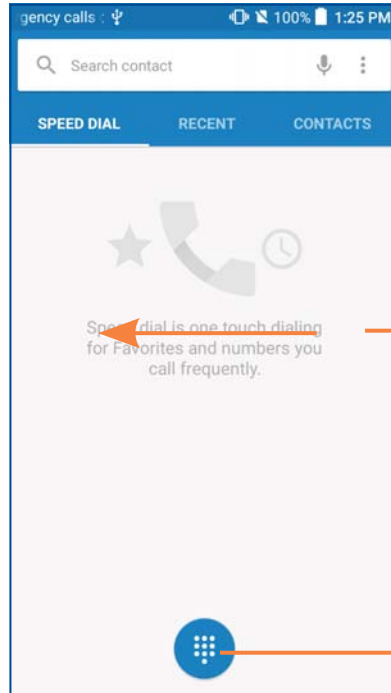 gency calls : 100% 1:25 PM
Search contact
SPEED DIAL RECENT CONTACTS
Speed dial is one touch dialing
for Favorites and numbers you
call frequently.